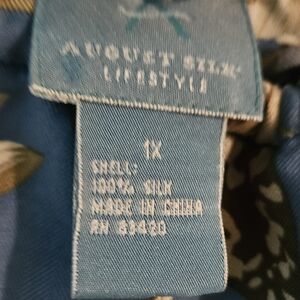 AUGUST SILK
LIFESTYLE
1X
SHELL:
100% SILK
MADE IN CHINA
RN 83420